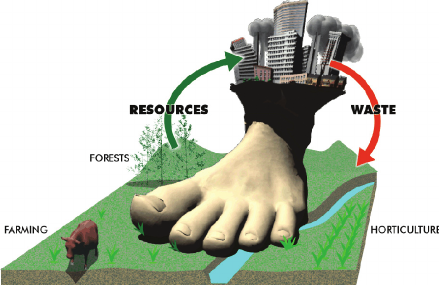 RESOURCES
WASTE
FORESTS
FARMING
HORTICULTURE